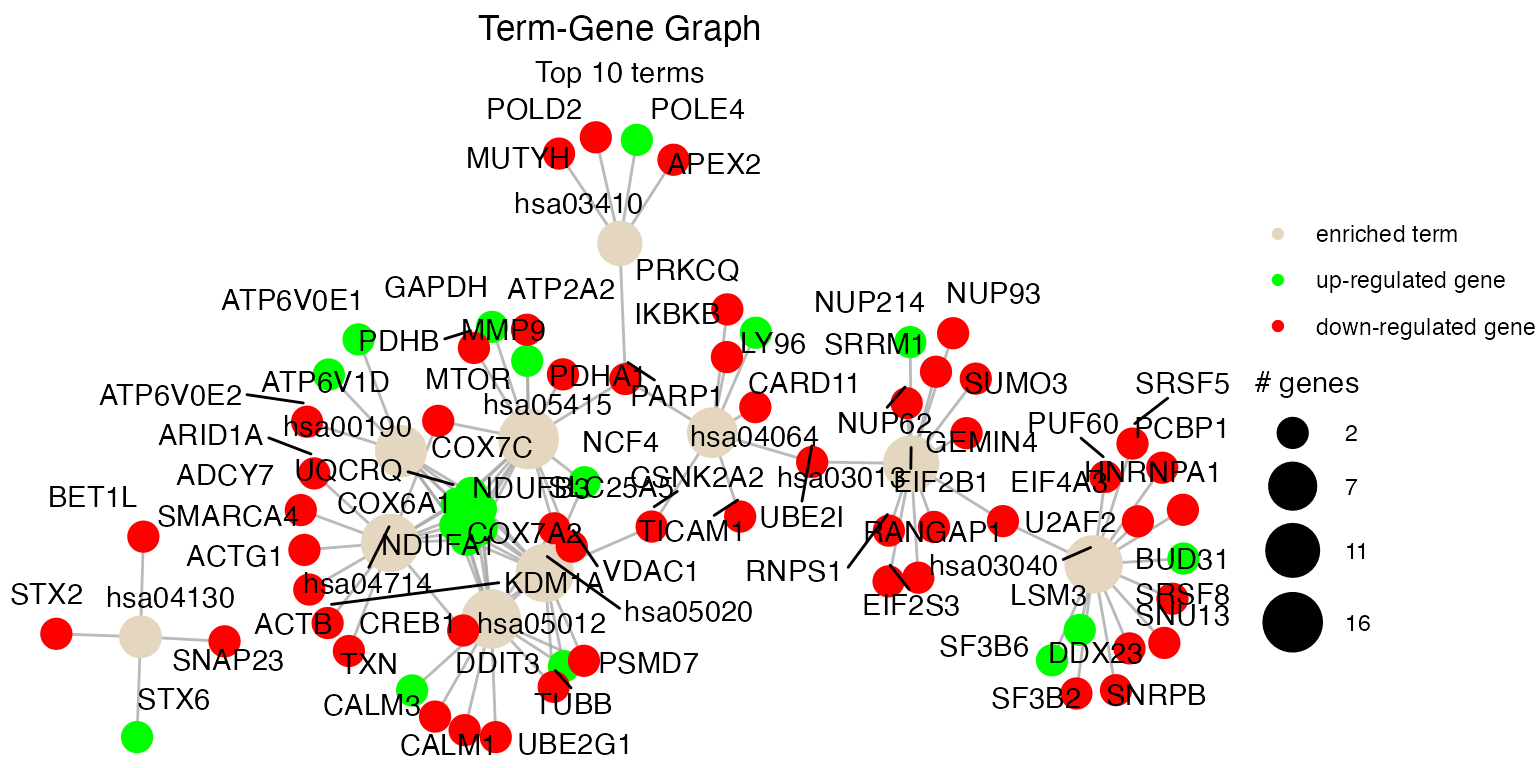 Term-Gene Graph
Top 10 terms
POLD2
POLE4
MUTYH
APEX2
hsa03410
PRKCQ
GAPDH
ATP2A2
ATP6V0E1
IKBKB
NUP214
NUP93
PDHB
MMP9
LY96
SRRM1
ATP6V1D
MTOR
PDHA1
CARD11
SUMO3
ATP6V0E2
hsa05415
PARP1
hsa00190
NUP62
ARID1A
COX7C
NCF4
hsa04064
GEMIN4
PUF60
SRSF5
PCBP1
ADCY7
UQCRQ
CSNK2A2
hsa03013
EIF2B1
EIF4A3
HNRNPA1
BET1L
COX6A1
NDUFB3
SLC25A5
SMARCA4
COX7A2
TICAM1
UBE2I
RANGAP1
U2AF2
ACTG1
NDUFA1
VDAC1
RNPS1
hsa03040
BUD31
STX2
hsa04130
hsa04714
KDM1A
hsa05020
EIF2S3
LSM3
SRSF8
SNU13
ACTB
CREB1
hsa05012
SNAP23
TXN
DDIT3
PSMD7
SF3B6
DDX23
STX6
CALM3
TUBB
SF3B2
SNRPB
CALM1
UBE2G1
enriched term
up-regulated gene
down-regulated gene
# genes
2
7
11
16